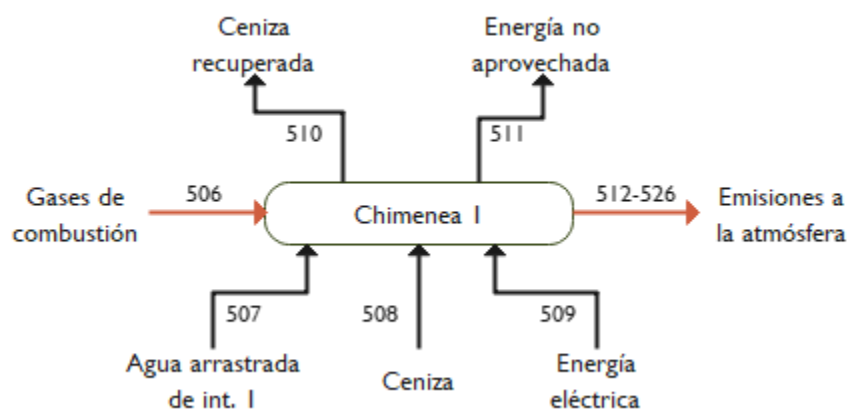 Ceniza
recuperada
Energía no
aprovechada
510
511
Gases de
combustión
506
Chimenea 1
512-526
Emisiones a
la atmósfera
507
508
509
Agua arrastrada
de int. 1
Ceniza
Energía
eléctrica